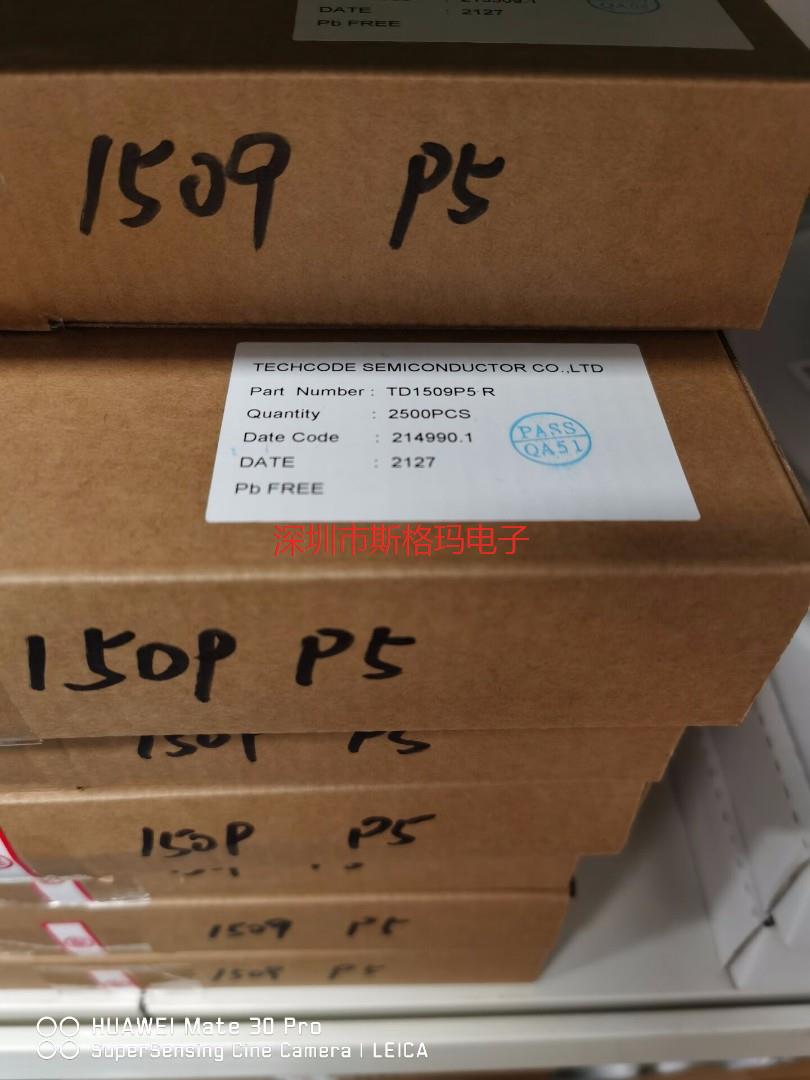 DATE : 2127
Pb FREE
1509 P5
TECHCODE SEMICONDUCTOR CO.,LTD
Part Number : TD1509P5 R
Quantity : 2500PCS
Date Code : 214990.1
DATE : 2127
Pb FREE
PASS
QA51
深圳市斯格玛电子
1509 P5
1509 P5
1509 P5
1509 P5
1509 P5
HUAWEI Mate 30 Pro
SuperSensing Cine Camera | LEICA